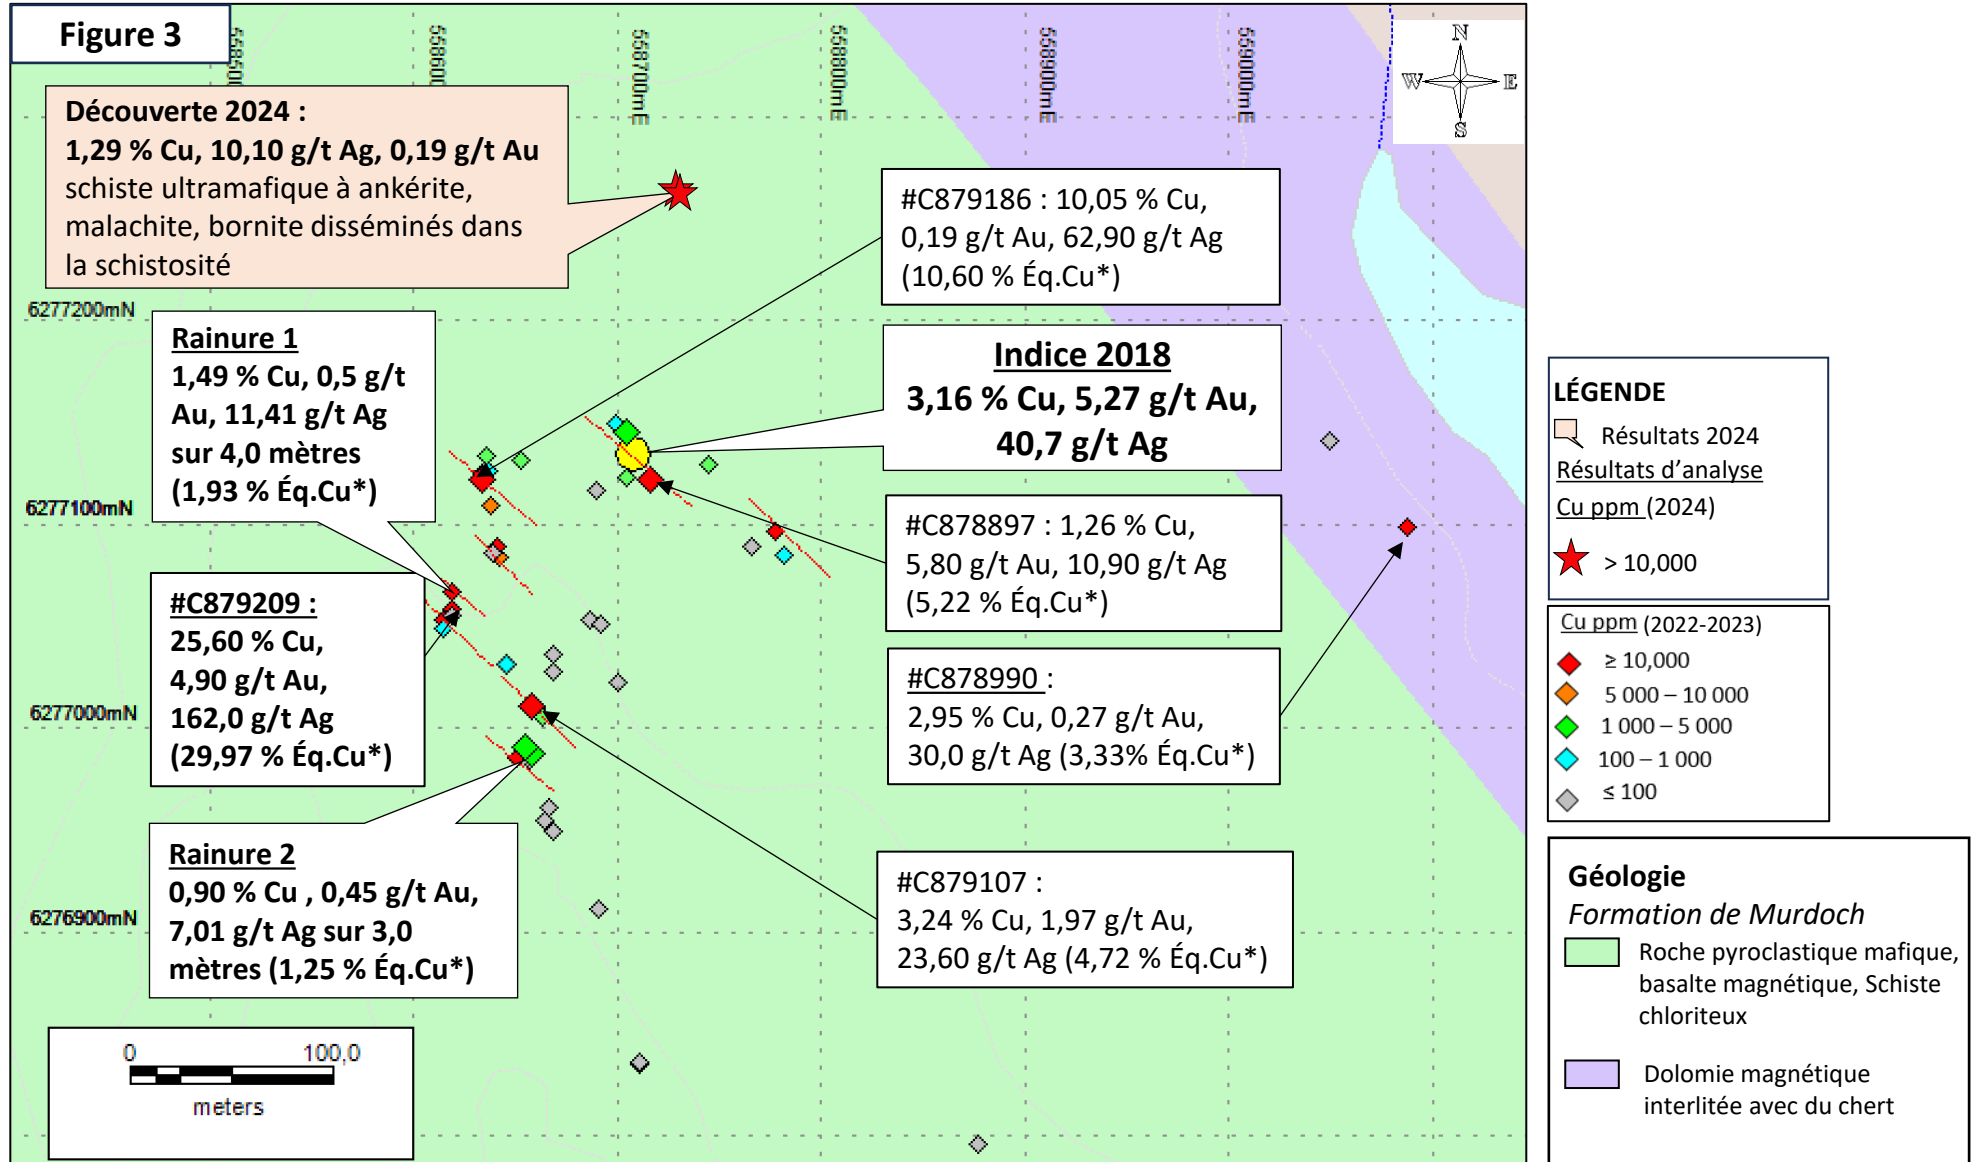 Figure 3
558700mE
558800mE
558900mE
559000mE
N
W
E
S
Découverte 2024 :
1,29 % Cu, 10,10 g/t Ag, 0,19 g/t Au
schiste ultramafique à ankérite,
malachite, bornite disséminés dans
la schistosité
#C879186 : 10,05 % Cu,
0,19 g/t Au, 62,90 g/t Ag
(10,60 % Éq.Cu*)
6277200mN
Rainure 1
1,49 % Cu, 0,5 g/t
Au, 11,41 g/t Ag
sur 4,0 mètres
(1,93 % Éq.Cu*)
Indice 2018
3,16 % Cu, 5,27 g/t Au,
40,7 g/t Ag
6277100mN
#C878897 : 1,26 % Cu,
5,80 g/t Au, 10,90 g/t Ag
(5,22 % Éq.Cu*)
#C879209 :
25,60 % Cu,
4,90 g/t Au,
162,0 g/t Ag
(29,97 % Éq.Cu*)
#C878990 :
2,95 % Cu, 0,27 g/t Au,
30,0 g/t Ag (3,33% Éq.Cu*)
6277000mN
Rainure 2
0,90 % Cu , 0,45 g/t Au,
7,01 g/t Ag sur 3,0
mètres (1,25 % Éq.Cu*)
#C879107 :
3,24 % Cu, 1,97 g/t Au,
23,60 g/t Ag (4,72 % Éq.Cu*)
6276900mN
0 100,0
meters
LÉGENDE
Résultats 2024
Résultats d’analyse
Cu ppm (2024)
> 10,000
Cu ppm (2022-2023)
≥ 10,000
5 000 – 10 000
1 000 – 5 000
100 – 1 000
≤ 100
Géologie
Formation de Murdoch
Roche pyroclastique mafique,
basalte magnétique, Schiste
chloriteux
Dolomie magnétique
interlitée avec du chert